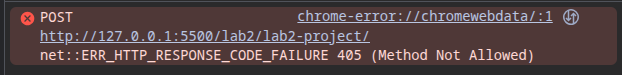 POST chrome-error://chromewebdata/:1
http://127.0.0.1:5500/lab2/lab2-project/
net::ERR_HTTP_RESPONSE_CODE_FAILURE 405 (Method Not Allowed)